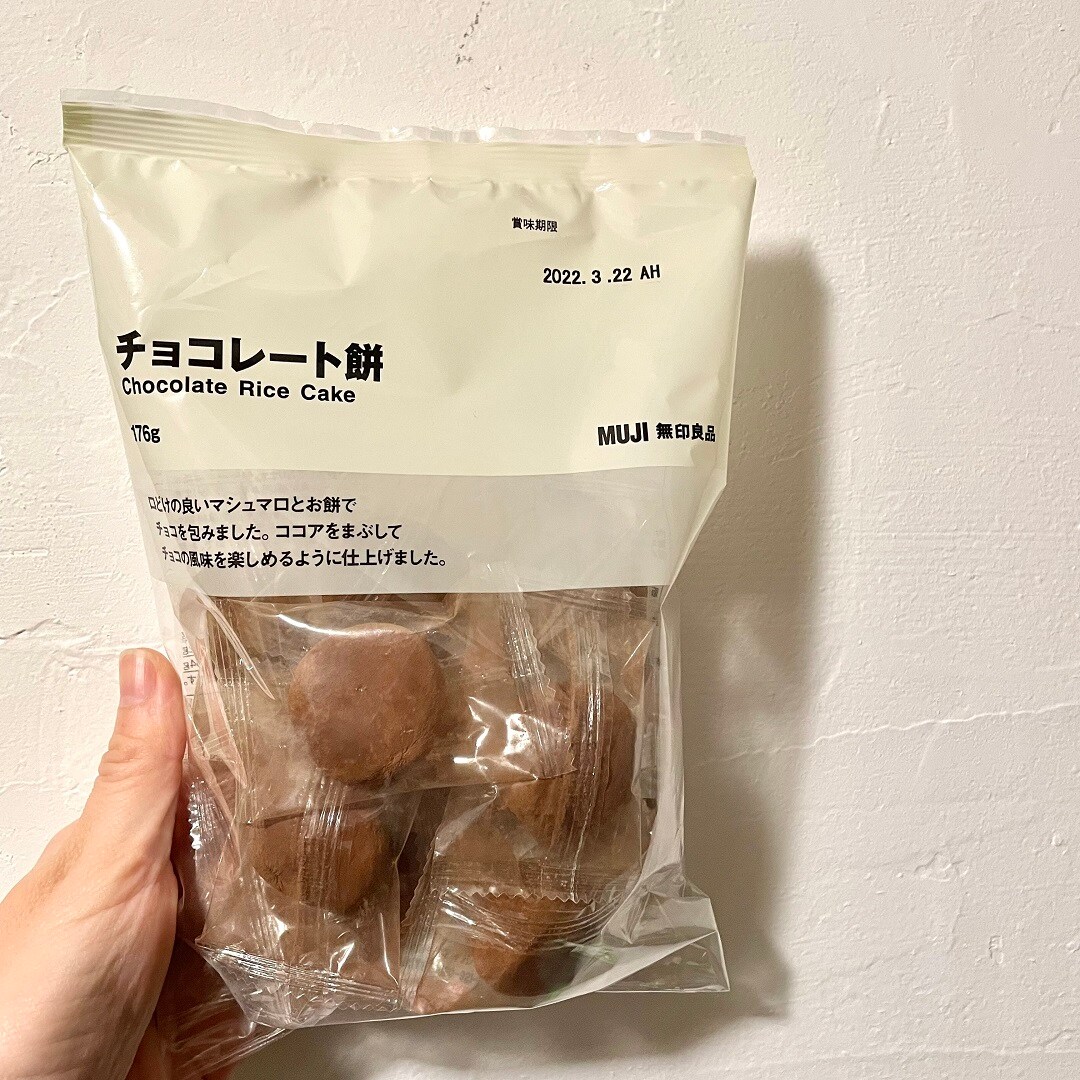 賞味期限
2022.3.22 AH
チョコレート餅
Chocolate Rice Cake
176g
MUJI 無印良品
口どけの良いマシュマロとお餅で
チョコを包みました。ココアをまぶして
チョコの風味を楽しめるように仕上げました。